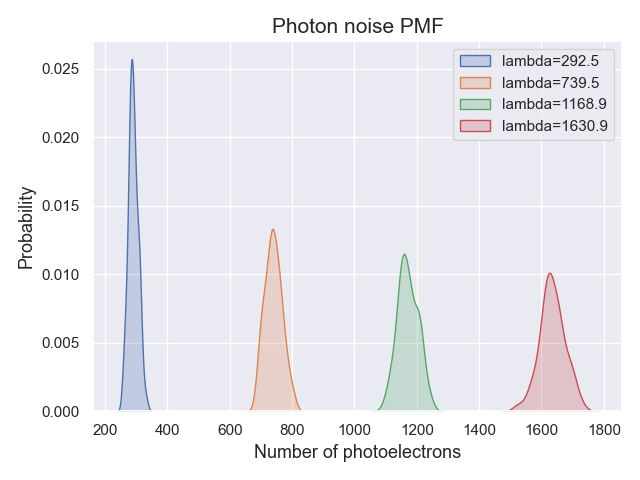 Photon noise PMF
lambda=292.5
lambda=739.5
lambda=1168.9
lambda=1630.9
Probability
0.025
0.020
0.015
0.010
0.005
0.000
200 400 600 800 1000 1200 1400 1600 1800
Number of photoelectrons